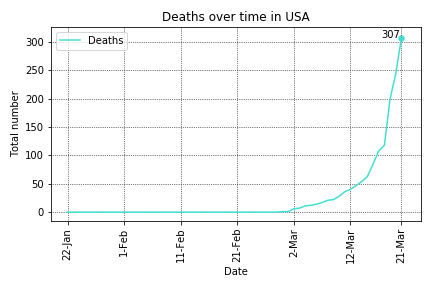 Deaths over time in USA
Deaths
307
Total number
300
250
200
150
100
50
0
22-Jan
1-Feb
11-Feb
21-Feb
2-Mar
12-Mar
21-Mar
Date